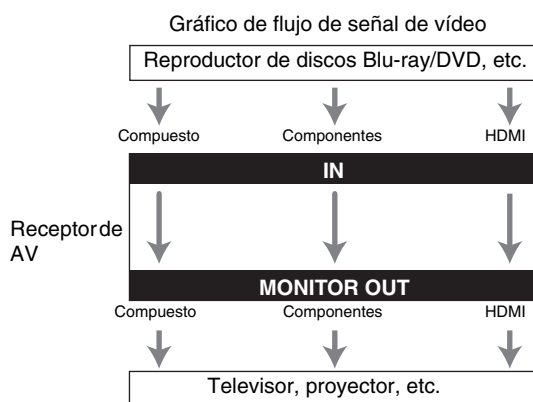 Gráfico de flujo de señal de vídeo
Reproductor de discos Blu-ray/DVD, etc.
Compuesto Componentes HDMI
IN
Receptor de
AV
MONITOR OUT
Compuesto Componentes HDMI
Televisor, proyector, etc.